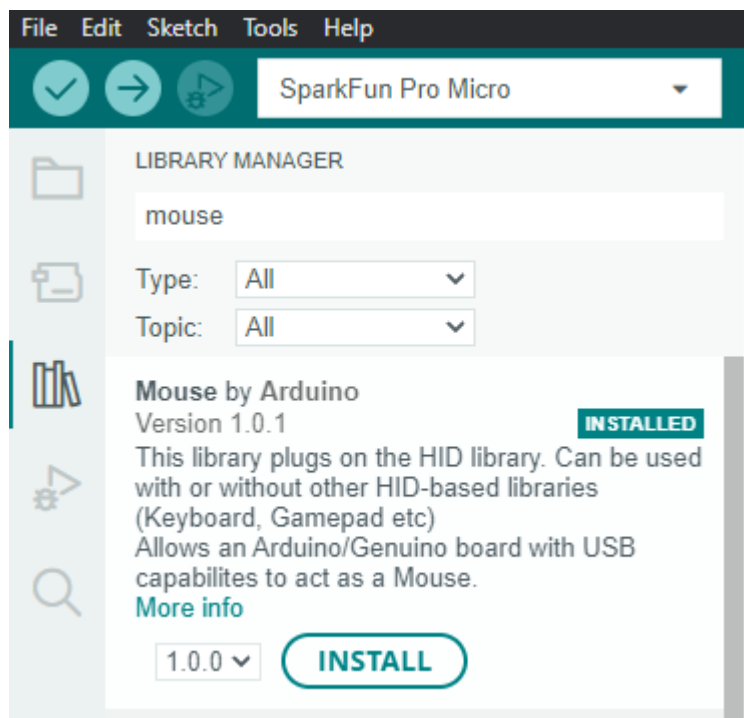 File Edit Sketch Tools Help
SparkFun Pro Micro
LIBRARY MANAGER
mouse
Type: All
Topic: All
Mouse by Arduino
Version 1.0.1 INSTALLED
This library plugs on the HID library. Can be used
with or without other HID-based libraries
(Keyboard, Gamepad etc)
Allows an Arduino/Genuino board with USB
capabilites to act as a Mouse.
More info
1.0.0 INSTALL